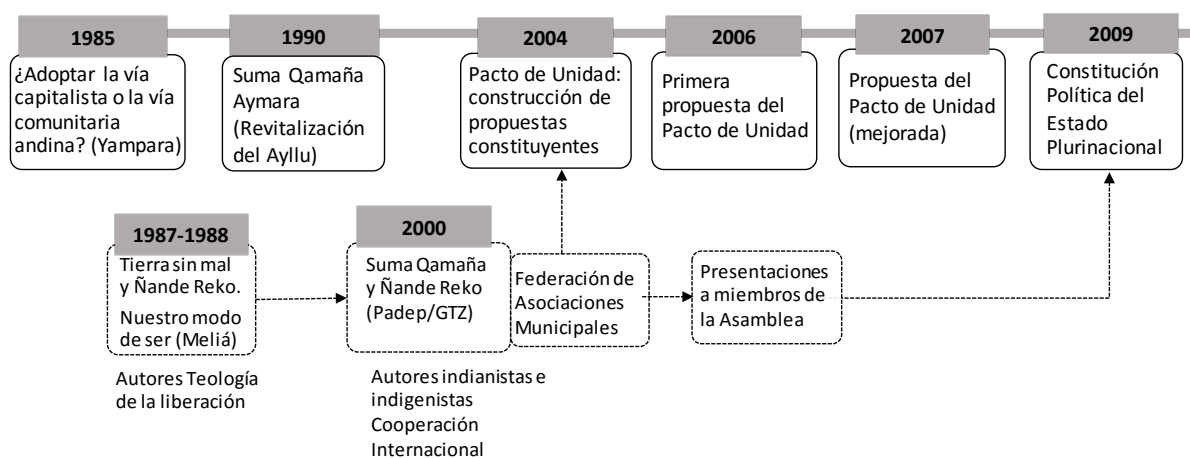 1985
¿Adoptar la vía
capitalista o la vía
comunitaria
andina? (Yampara)
1990
Suma Qamaña
Aymara
(Revitalización
del Ayllu)
2004
Pacto de Unidad:
construcción de
propuestas
constituyentes
2006
Primera
propuesta del
Pacto de Unidad
2007
Propuesta del
Pacto de Unidad
(mejorada)
2009
Constitución
Política del
Estado
Plurinacional
1987-1988
Tierra sin mal
y Ñande Reko.
Nuestro modo
de ser (Meliá)
Autores Teología
de la liberación
2000
Suma Qamaña
y Ñande Reko
(Padep/GTZ)
Autores indianistas e
indigenistas
Cooperación
Internacional
Federación de
Asociaciones
Municipales
Presentaciones
a miembros de
la Asamblea